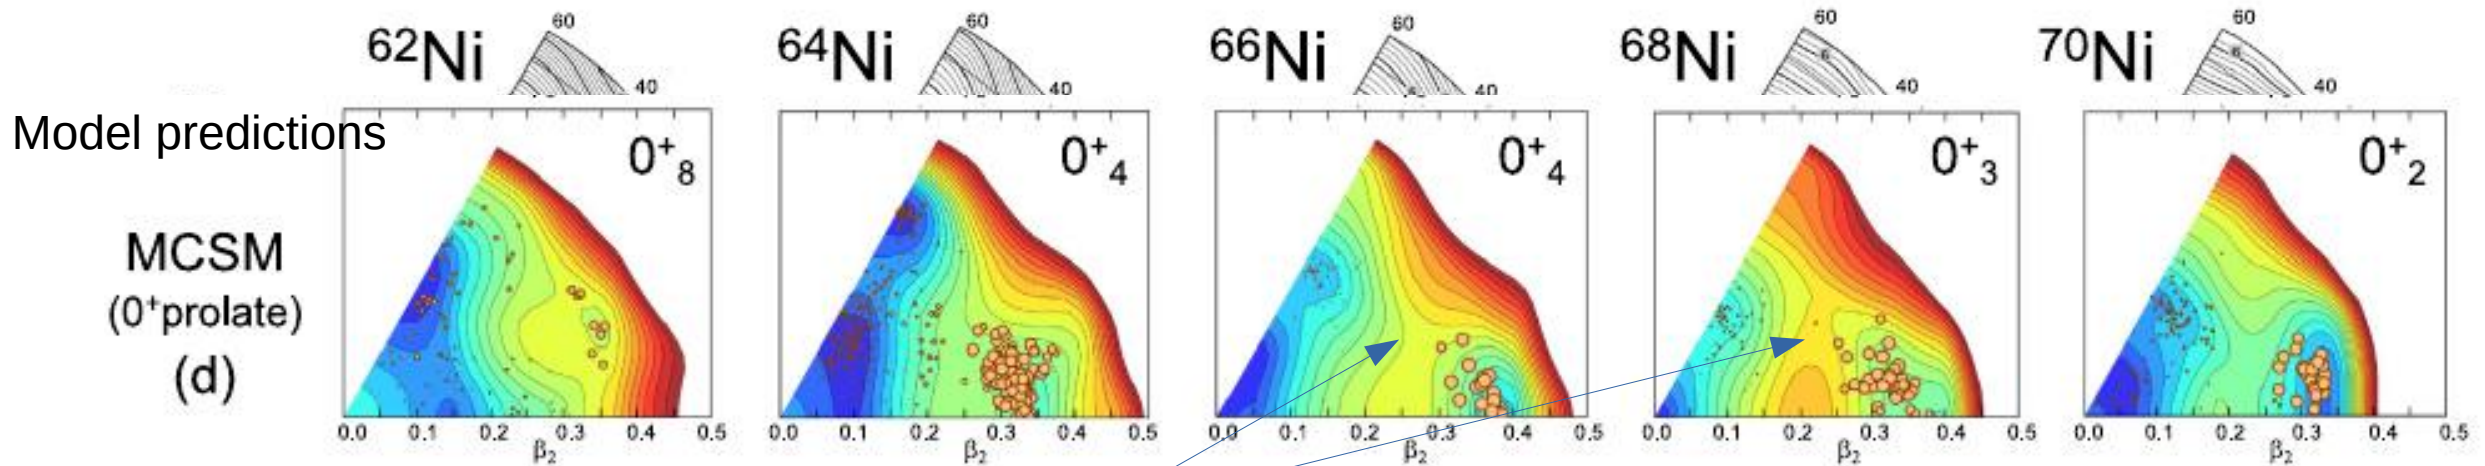 60 60 60 60 60
⁶²Ni ⁶⁴Ni ⁶⁶Ni ⁶⁸Ni ⁷⁰Ni
6 6
40 40 40 40 40
Model predictions
0⁺₈ 0⁺₄ 0⁺₄ 0⁺₃ 0⁺₂
MCSM
(0⁺prolate)
(d)
0.0 0.1 0.2 0.3 0.4 0.5 0.0 0.1 0.2 0.3 0.4 0.5 0.0 0.1 0.2 0.3 0.4 0.5 0.0 0.1 0.2 0.3 0.4 0.5 0.0 0.1 0.2 0.3 0.4 0.5
β₂ β₂ β₂ β₂ β₂